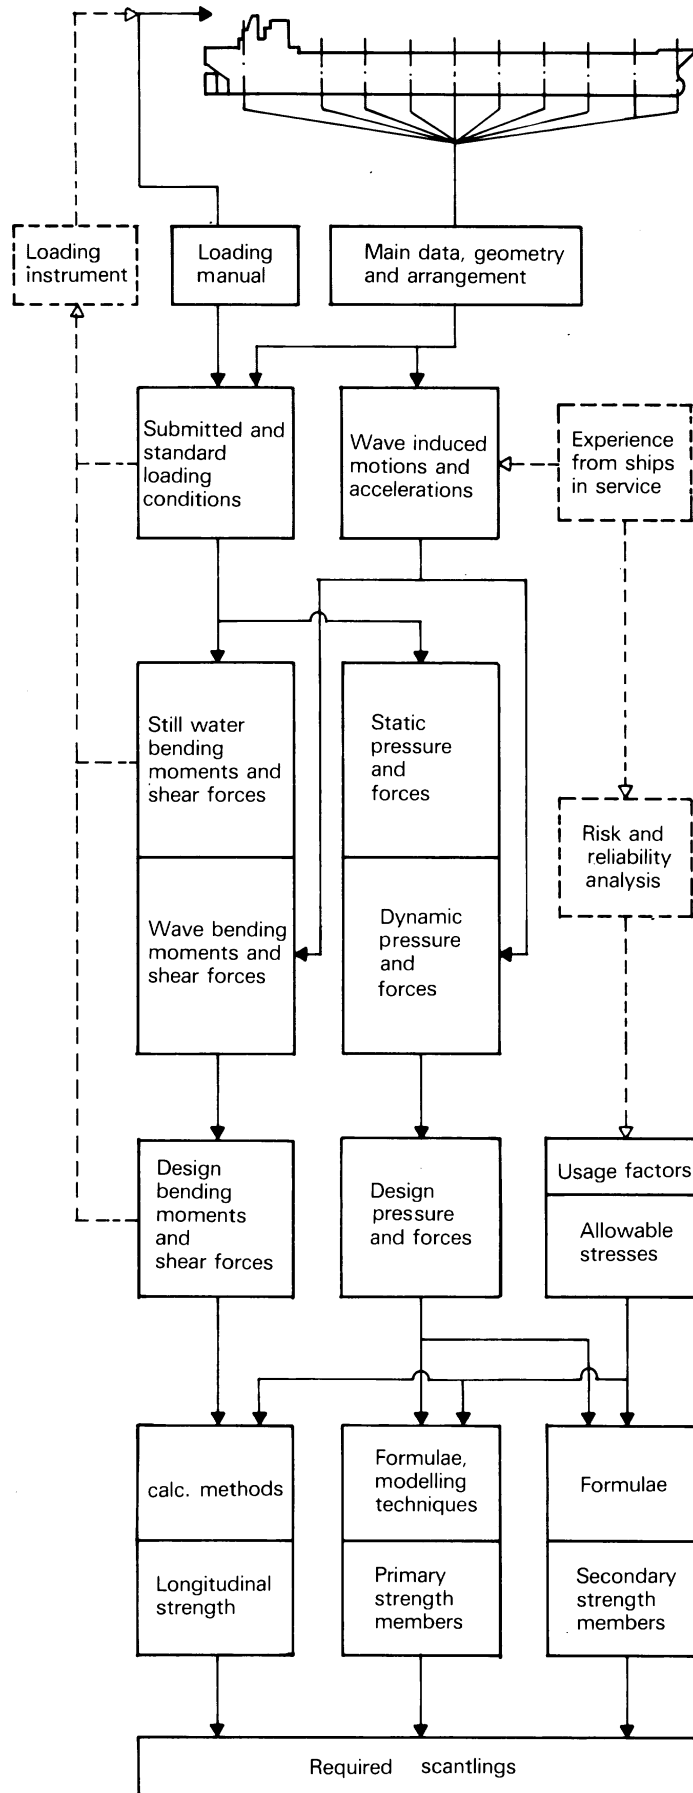 Loading
instrument
Loading
manual
Main data, geometry
and arrangement
Submitted and
standard
loading
conditions
Wave induced
motions and
accelerations
Experience
from ships
in service
Still water
bending
moments and
shear forces
Static
pressure
and
forces
Risk and
reliability
analysis
Wave bending
moments and
shear forces
Dynamic
pressure
and
forces
Design
bending
moments
and
shear forces
Design
pressure
and forces
Usage factors
Allowable
stresses
calc. methods
Formulae,
modelling
techniques
Formulae
Longitudinal
strength
Primary
strength
members
Secondary
strength
members
Required scantlings